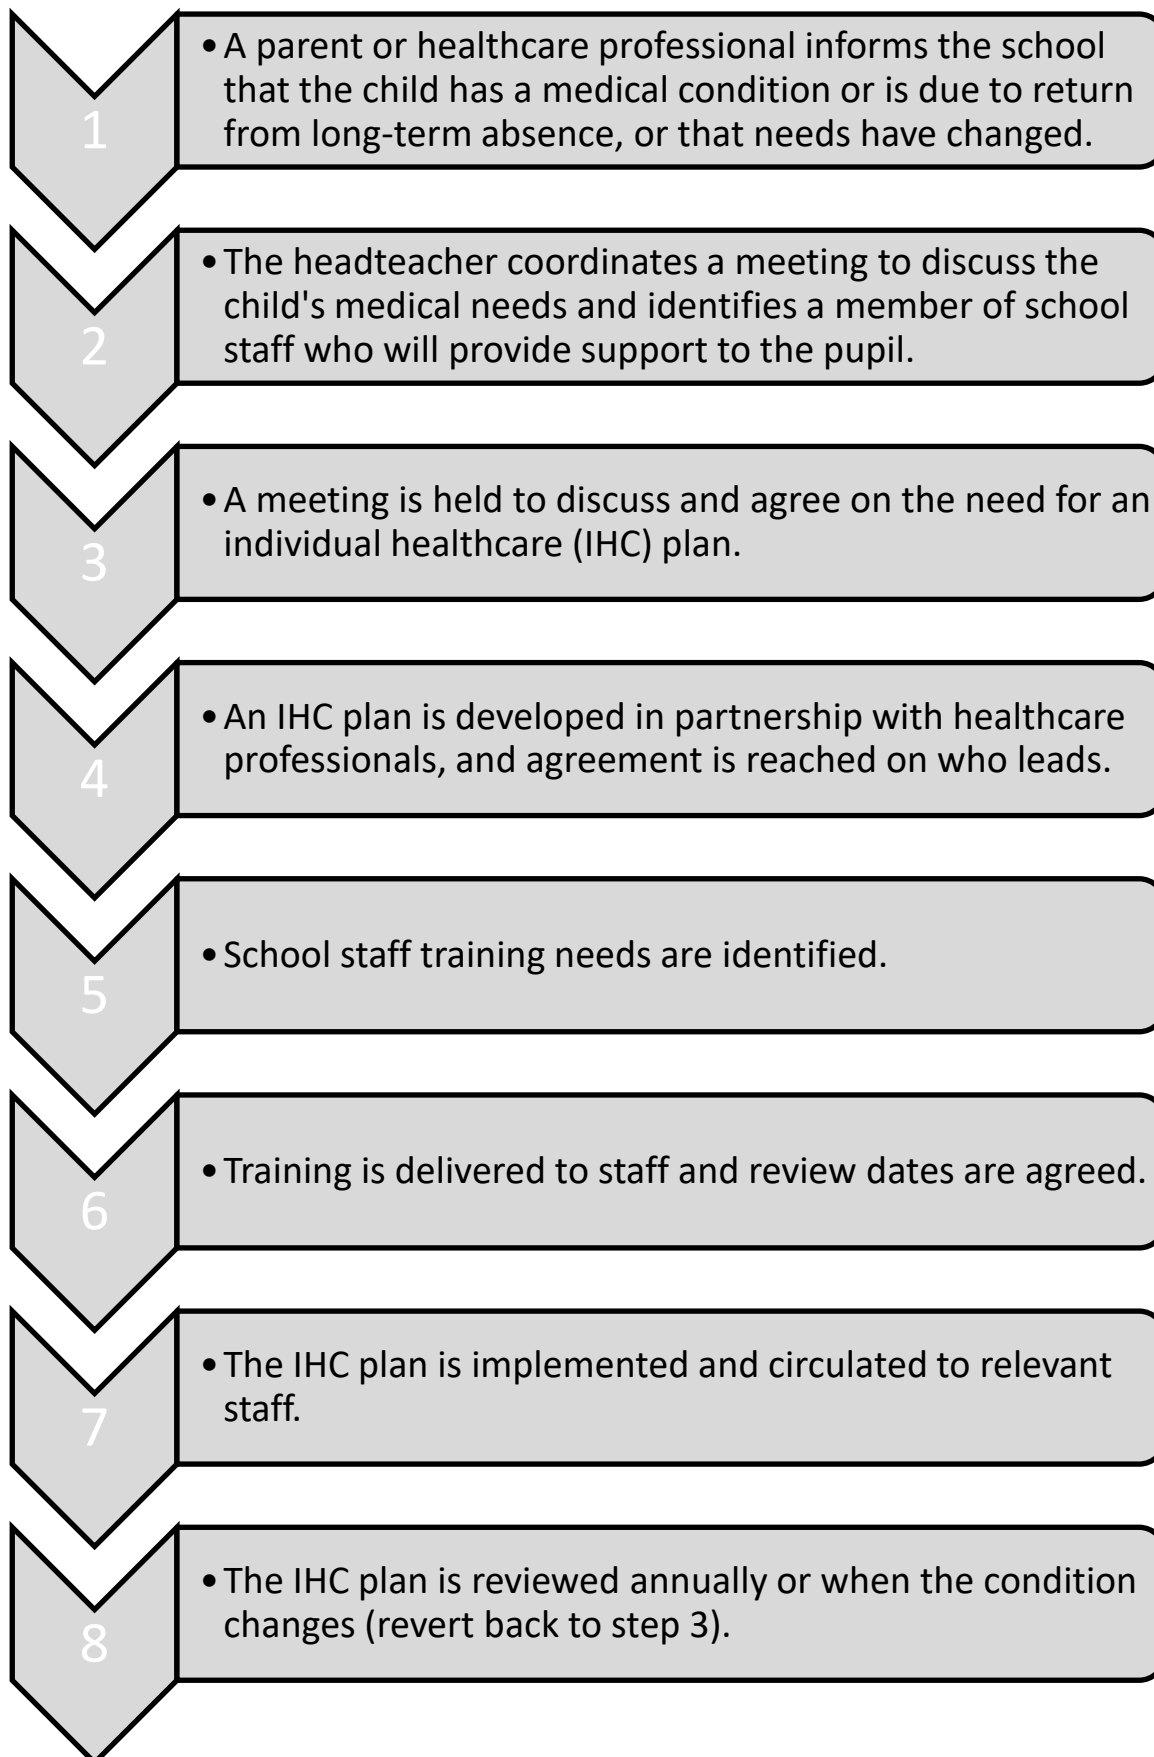 1
• A parent or healthcare professional informs the school
that the child has a medical condition or is due to return
from long-term absence, or that needs have changed.
2
• The headteacher coordinates a meeting to discuss the
child's medical needs and identifies a member of school
staff who will provide support to the pupil.
3
• A meeting is held to discuss and agree on the need for an
individual healthcare (IHC) plan.
4
• An IHC plan is developed in partnership with healthcare
professionals, and agreement is reached on who leads.
5
• School staff training needs are identified.
6
• Training is delivered to staff and review dates are agreed.
7
• The IHC plan is implemented and circulated to relevant
staff.
8
• The IHC plan is reviewed annually or when the condition
changes (revert back to step 3).